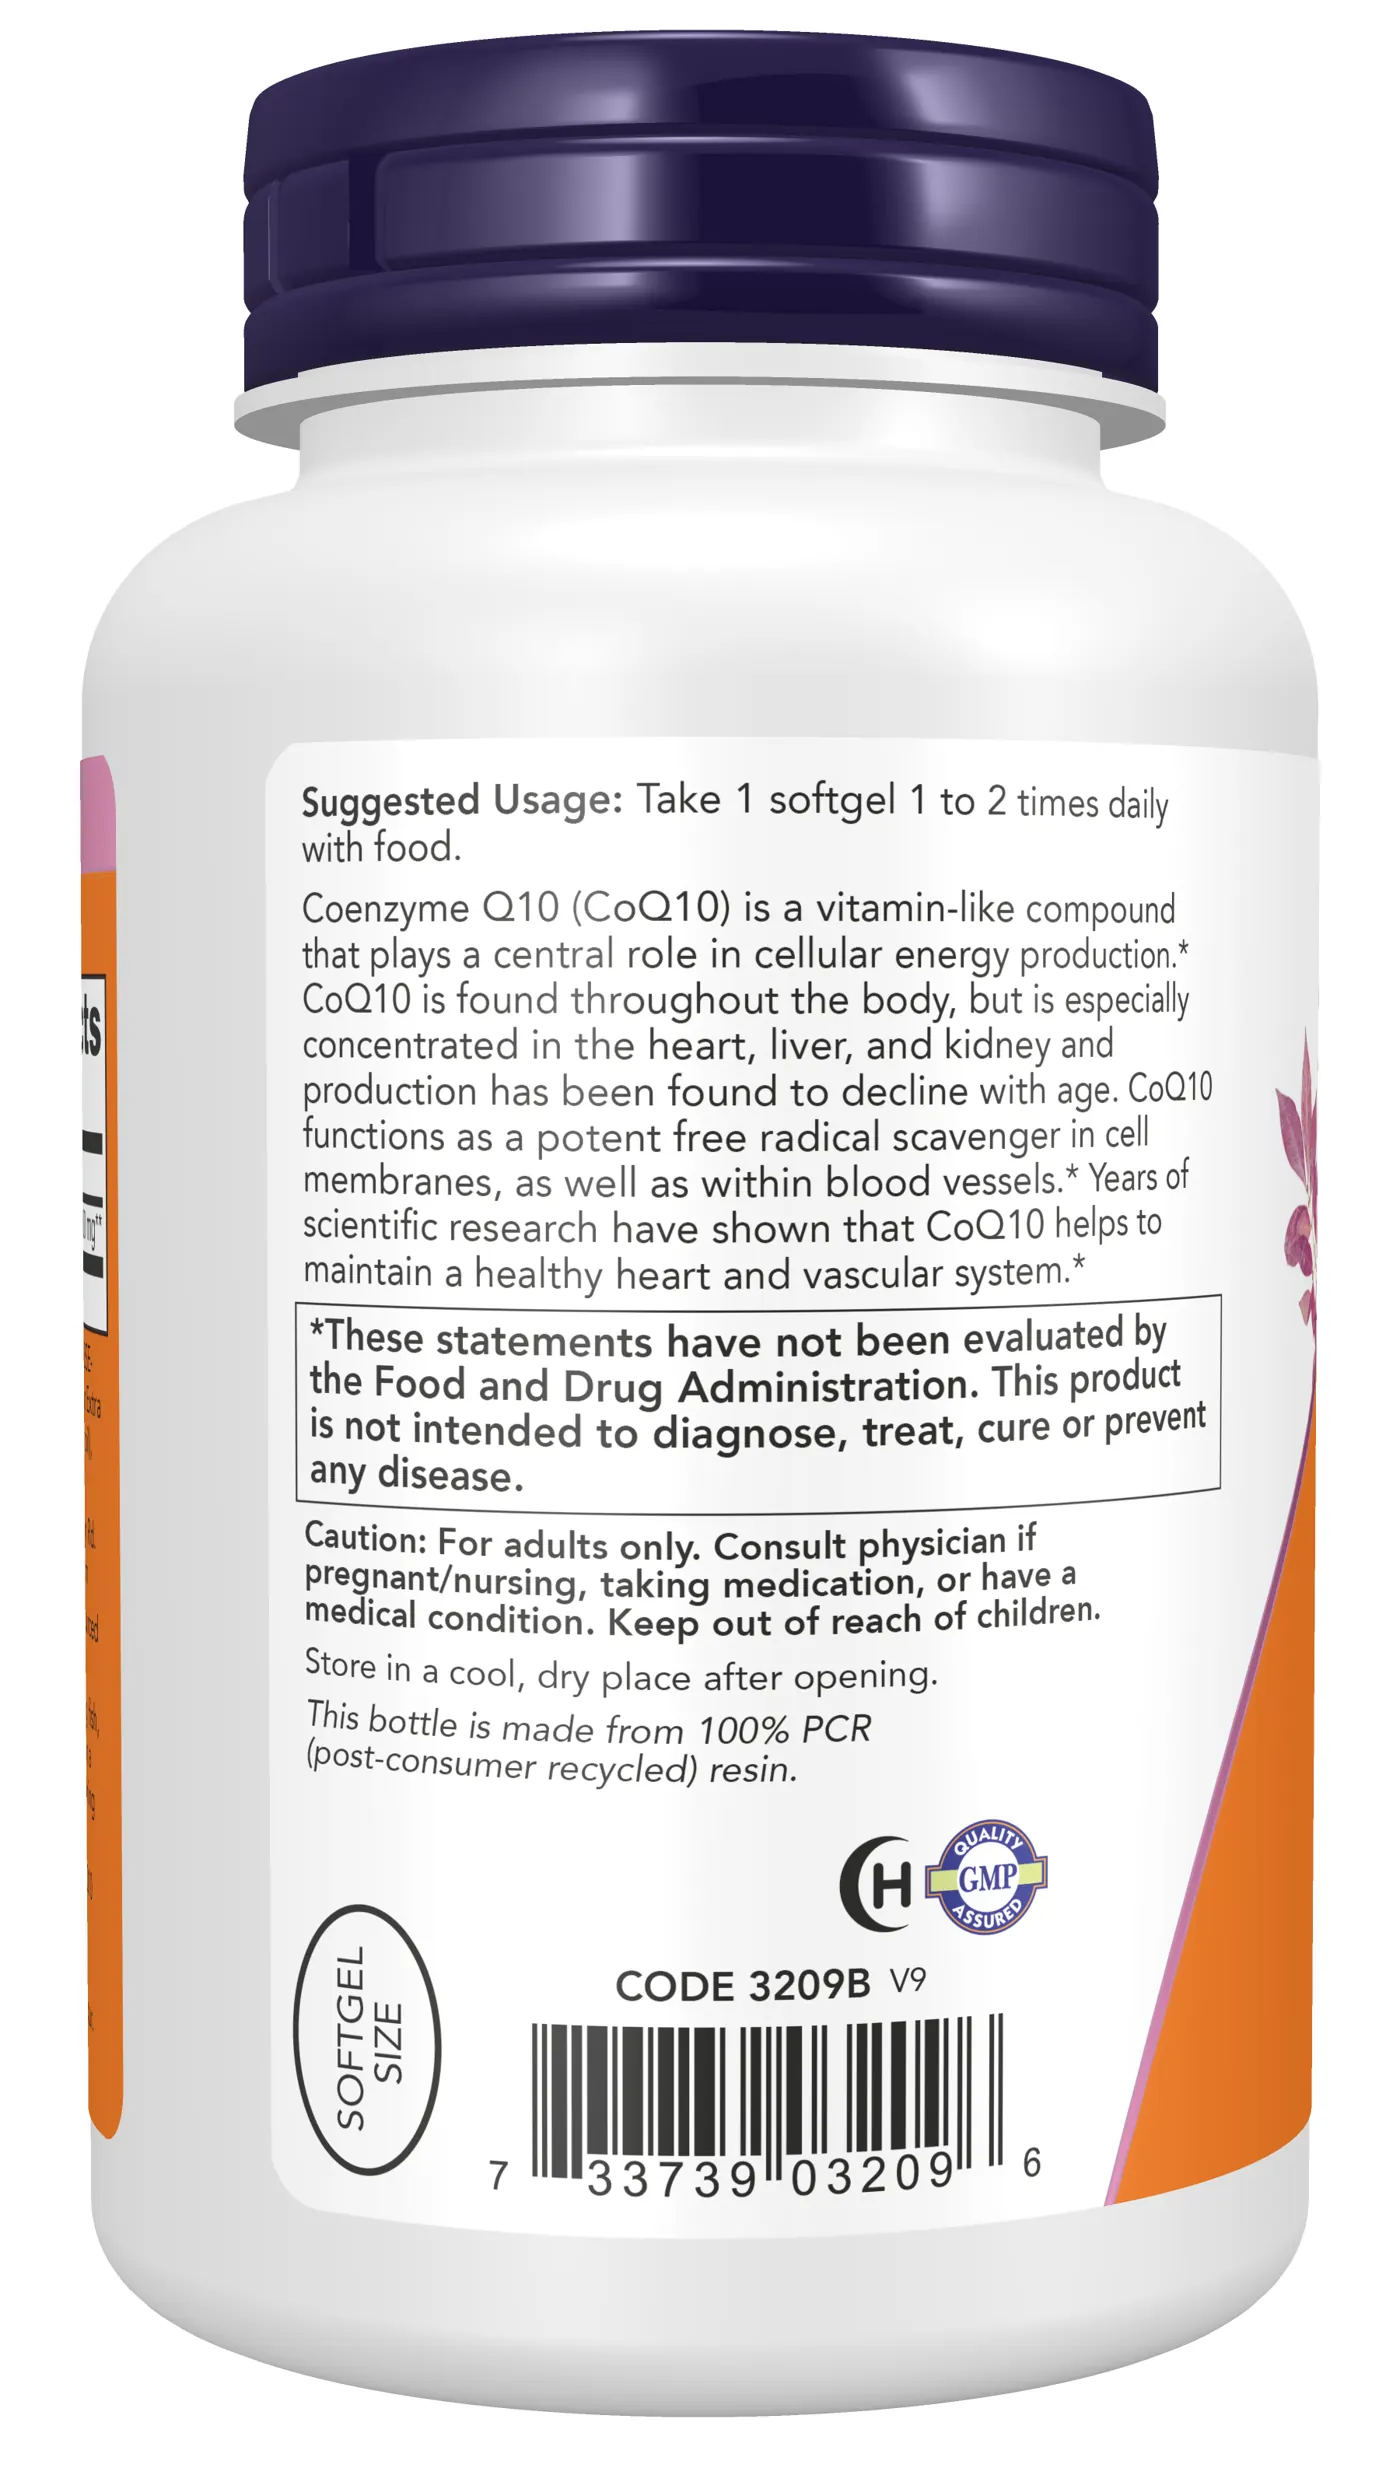 Suggested Usage: Take 1 softgel 1 to 2 times daily
with food.
Coenzyme Q10 (CoQ10) is a vitamin-like compound
that plays a central role in cellular energy production.*
CoQ10 is found throughout the body, but is especially
concentrated in the heart, liver, and kidney and
production has been found to decline with age. CoQ10
functions as a potent free radical scavenger in cell
membranes, as well as within blood vessels.* Years of
scientific research have shown that CoQ10 helps to
maintain a healthy heart and vascular system.*
*These statements have not been evaluated by
the Food and Drug Administration. This product
is not intended to diagnose, treat, cure or prevent
any disease.
Caution: For adults only. Consult physician if
pregnant/nursing, taking medication, or have a
medical condition. Keep out of reach of children.
Store in a cool, dry place after opening.
This bottle is made from 100% PCR
(post-consumer recycled) resin.
CH
QUALITY
GMP
ASSURED
SOFTGEL
SIZE
CODE 3209B V9
7 33739 03209 6